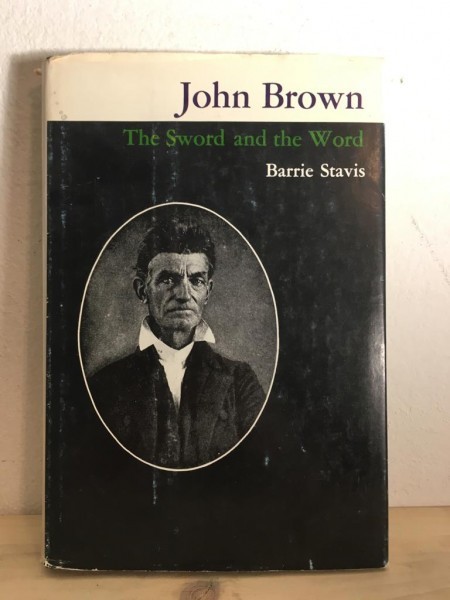 John Brown
The Sword and the Word
Barrie Stavis